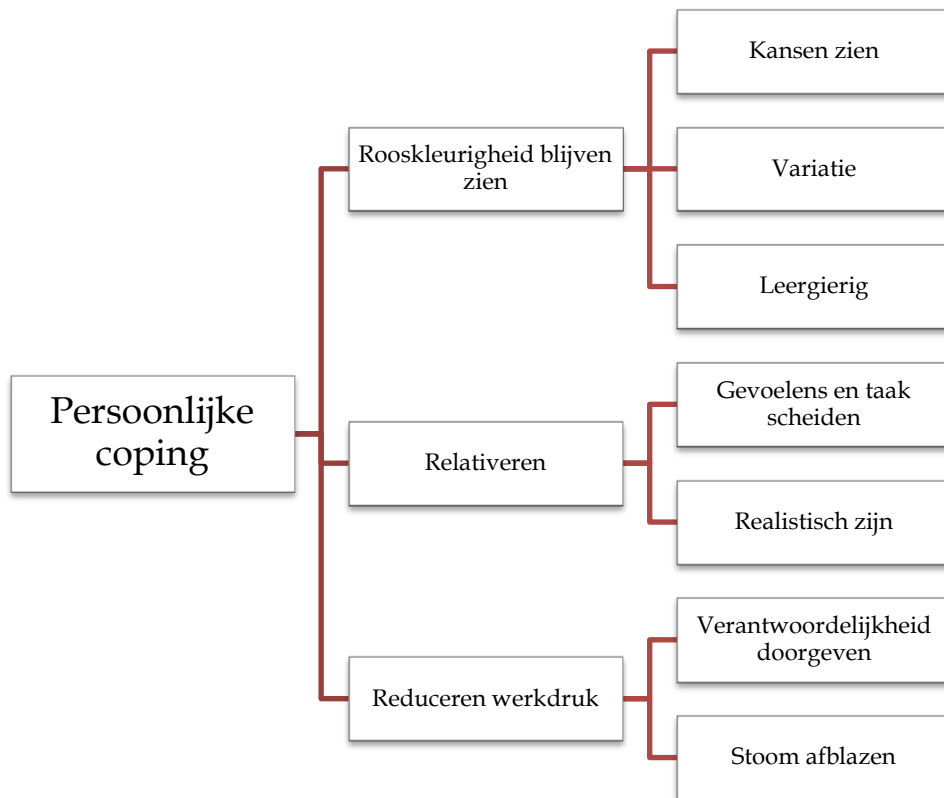 Persoonlijke
coping
Rooskleurigheid blijven
zien
Kansen zien
Variatie
Leergierig
Relativeren
Gevoelens en taak
scheiden
Realistisch zijn
Reduceren werkdruk
Verantwoordelijkheid
doorgeven
Stoom afblazen